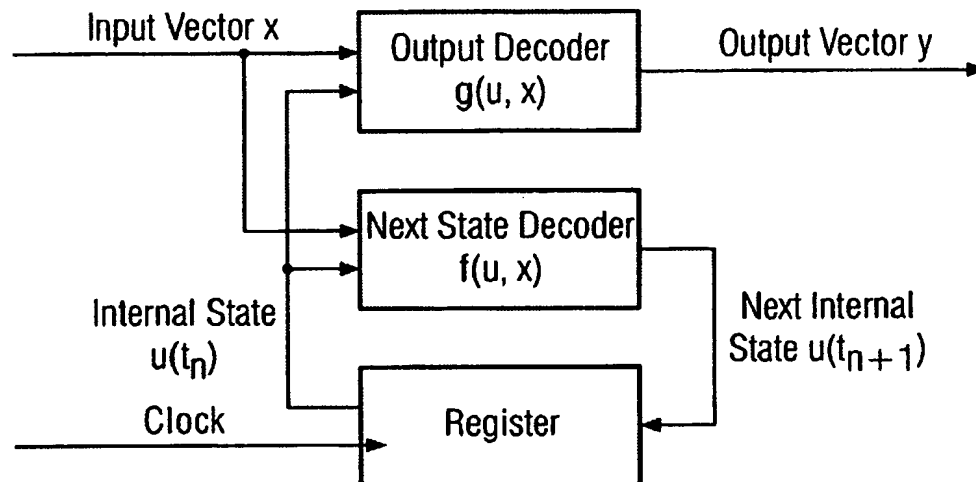 Input Vector x
Output Decoder
g(u, x)
Output Vector y
Next State Decoder
f(u, x)
Internal State
u(tn)
Next Internal
State u(tn + 1)
Clock
Register